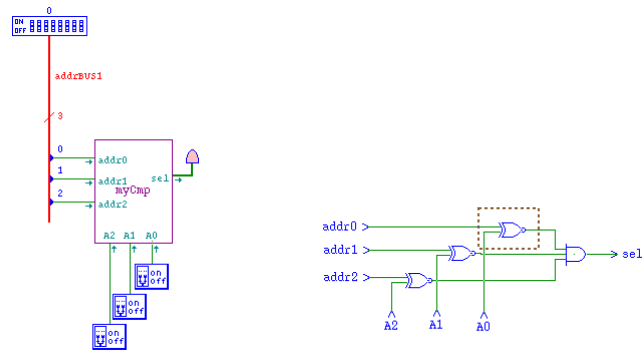 0
ON
OFF
addrBUS1
3
0
addr0
1
addr1
sel
myCmp
2
addr2
A2 A1 A0
on
off
on
off
on
off
addr0
addr1
addr2
sel
A2 A1 A0